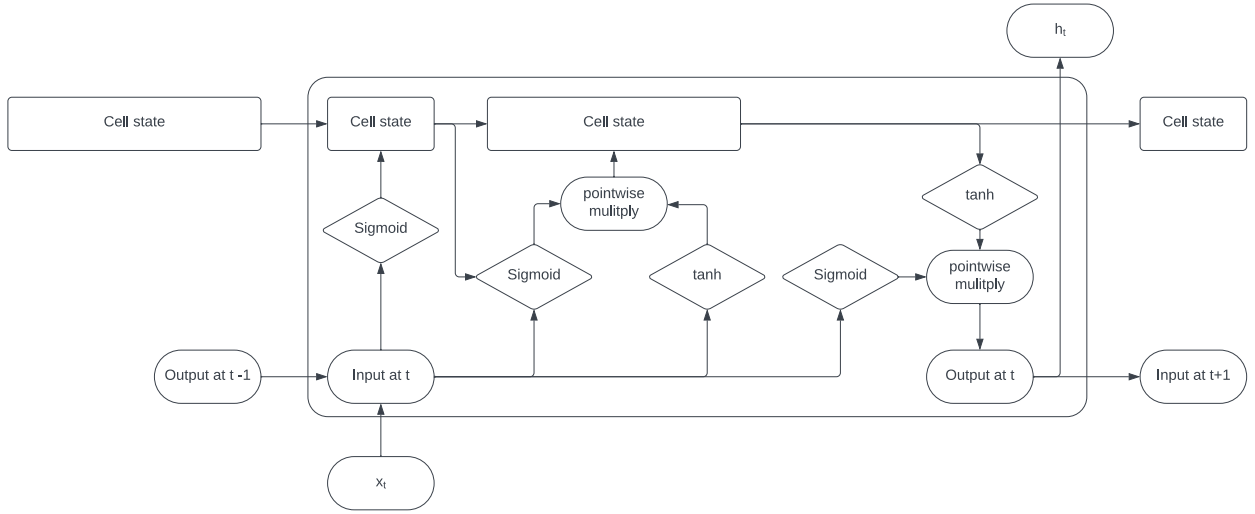 hₜ
Cell state
Cell state
Cell state
Cell state
pointwise
mulitply
tanh
Sigmoid
Sigmoid
tanh
Sigmoid
pointwise
mulitply
Output at t -1
Input at t
Output at t
Input at t+1
xₜ